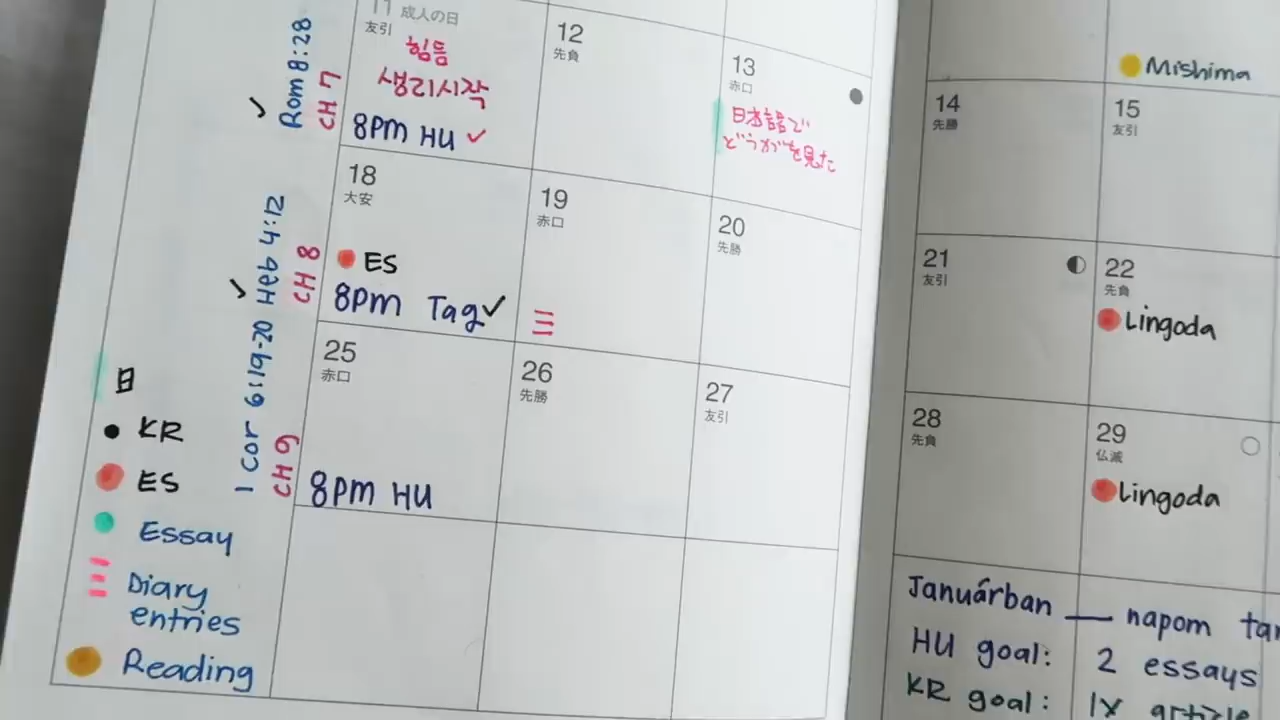 Rom 8:28
CH 7
11 成人の日
友引
힘듬
생리시작
8pm HU ✓
12
先負
13
赤口
日本語で
どうがを見た
Mishima
14
先勝
15
友引
Heb 4:12
CH 8
18
大安
ES
8pm Tag ✓
19
赤口
三
20
先勝
21
友引
22
先負
Lingoda
1 cor 6:19-20
CH 9
25
赤口
8pm HU
26
先勝
27
友引
28
先負
29
仏滅
Lingoda
日
KR
ES
Essay
Diary
entries
Reading
Januárban — napom
HU goal: 2 essays
KR goal: 1x article